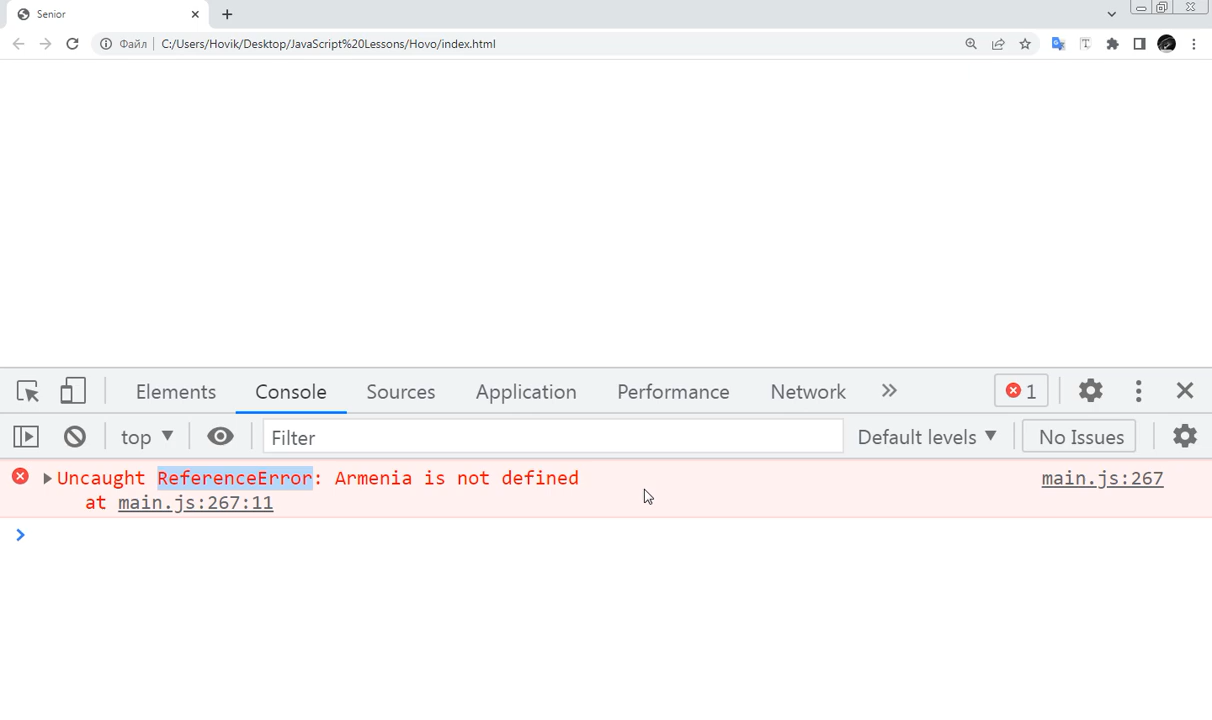 Senior
Файл C:/Users/Hovik/Desktop/JavaScript%20Lessons/Hovo/index.html
Elements Console Sources Application Performance Network 1
top Filter Default levels No Issues
Uncaught ReferenceError: Armenia is not defined main.js:267
at main.js:267:11